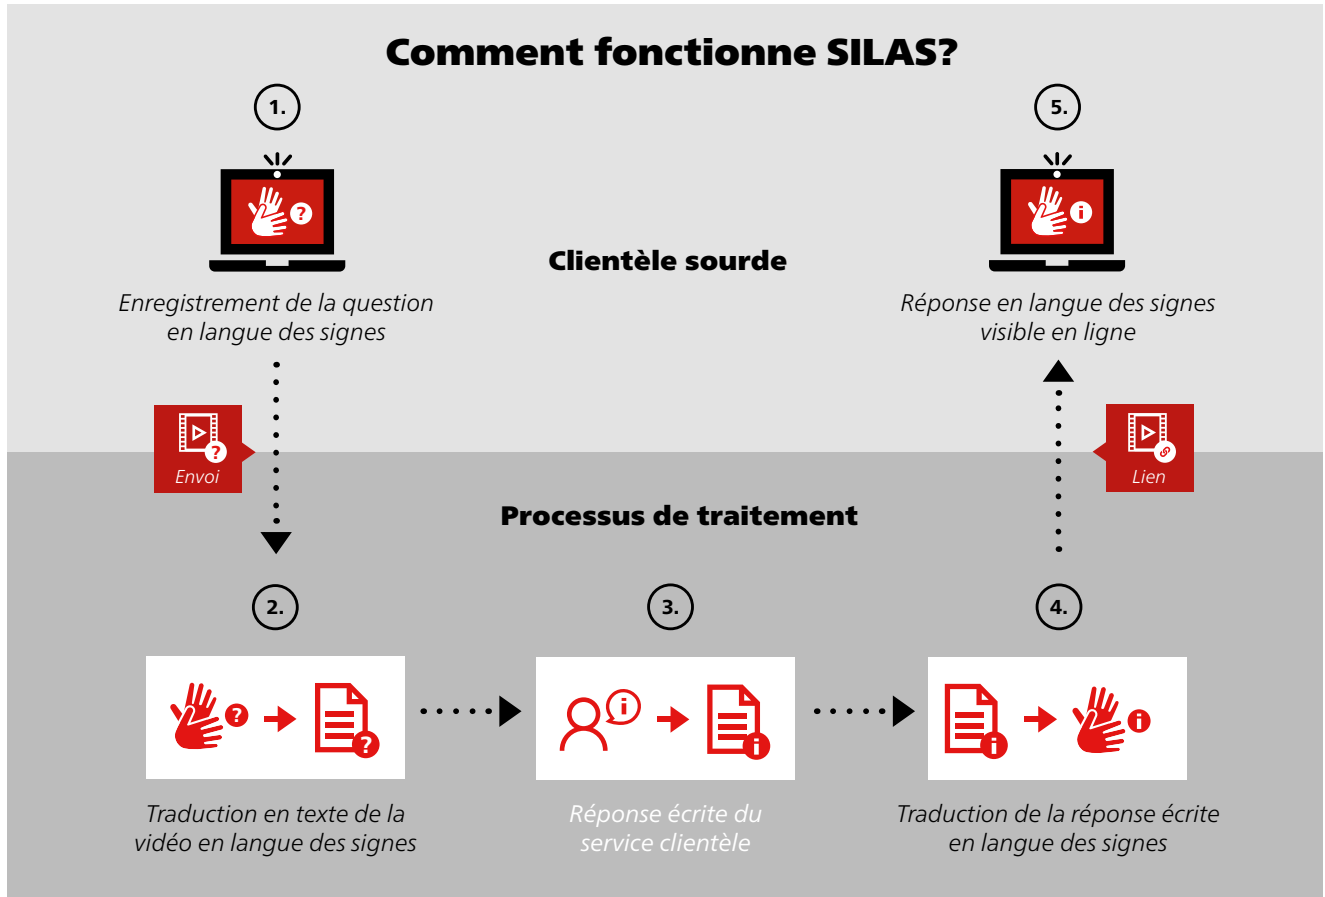 Comment fonctionne SILAS?
1.
5.
?
i
Clientèle sourde
Enregistrement de la question
en langue des signes
Réponse en langue des signes
visible en ligne
?
Envoi
Lien
Processus de traitement
2.
3.
4.
?
?
i
i
i
i
Traduction en texte de la
vidéo en langue des signes
Réponse écrite du
service clientèle
Traduction de la réponse écrite
en langue des signes